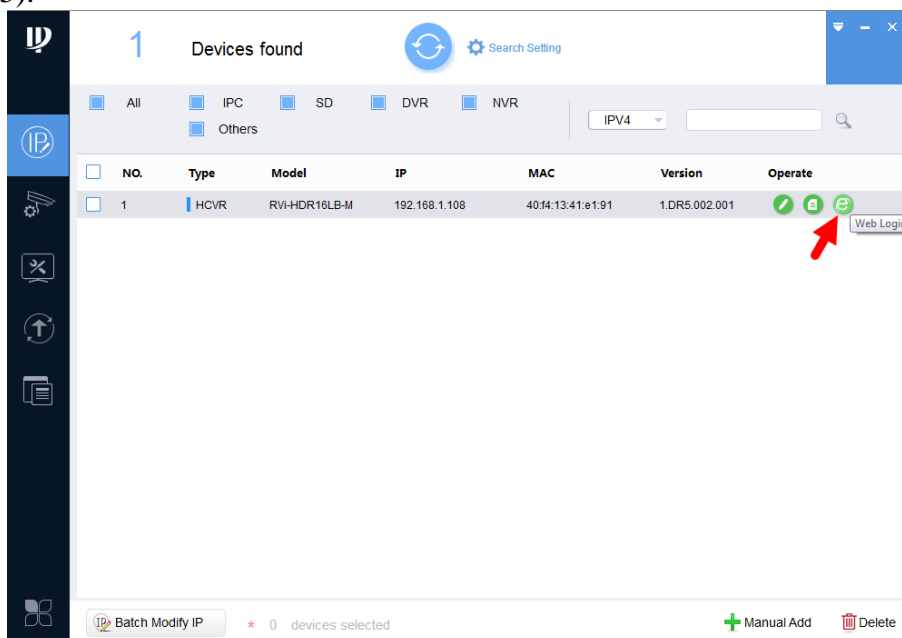 1 Devices found Search Setting
All IPC SD DVR NVR
Others
IPV4
NO. Type Model IP MAC Version Operate
1 HCVR RVi-HDR16LB-M 192.168.1.108 40:f4:13:41:e1:91 1.DR5.002.001
Web Logi
Batch Modify IP * 0 devices selected Manual Add Delete